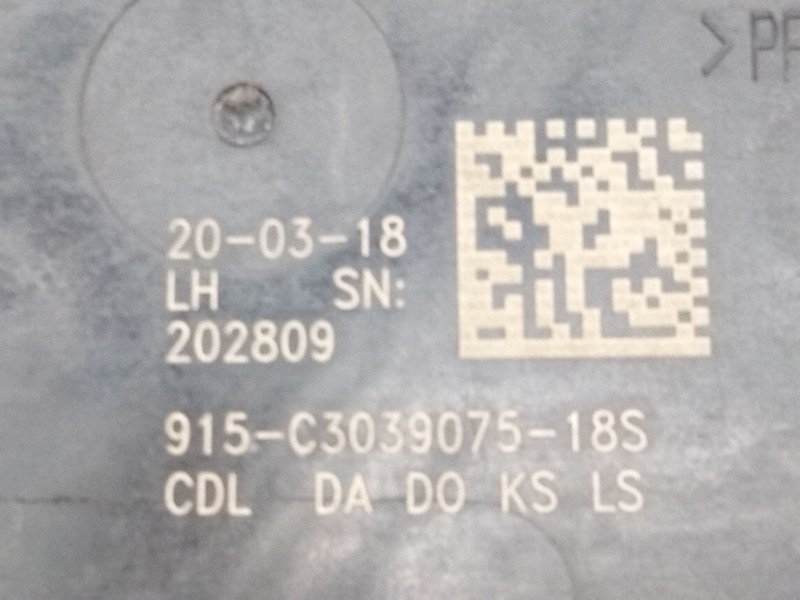 20-03-18
LH SN:
202809
915-C3039075-18S
CDL DA DO KS LS